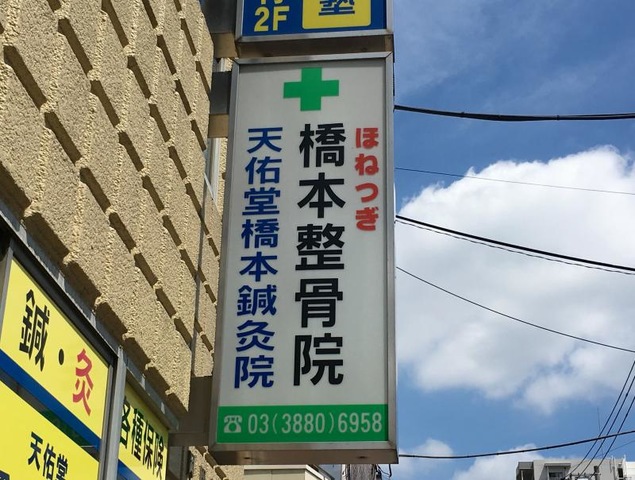 2F
塾
ほねつぎ
橋本整骨院
天佑堂橋本鍼灸院
☎03(3880)6958
鍼・灸
各種保険
天佑堂